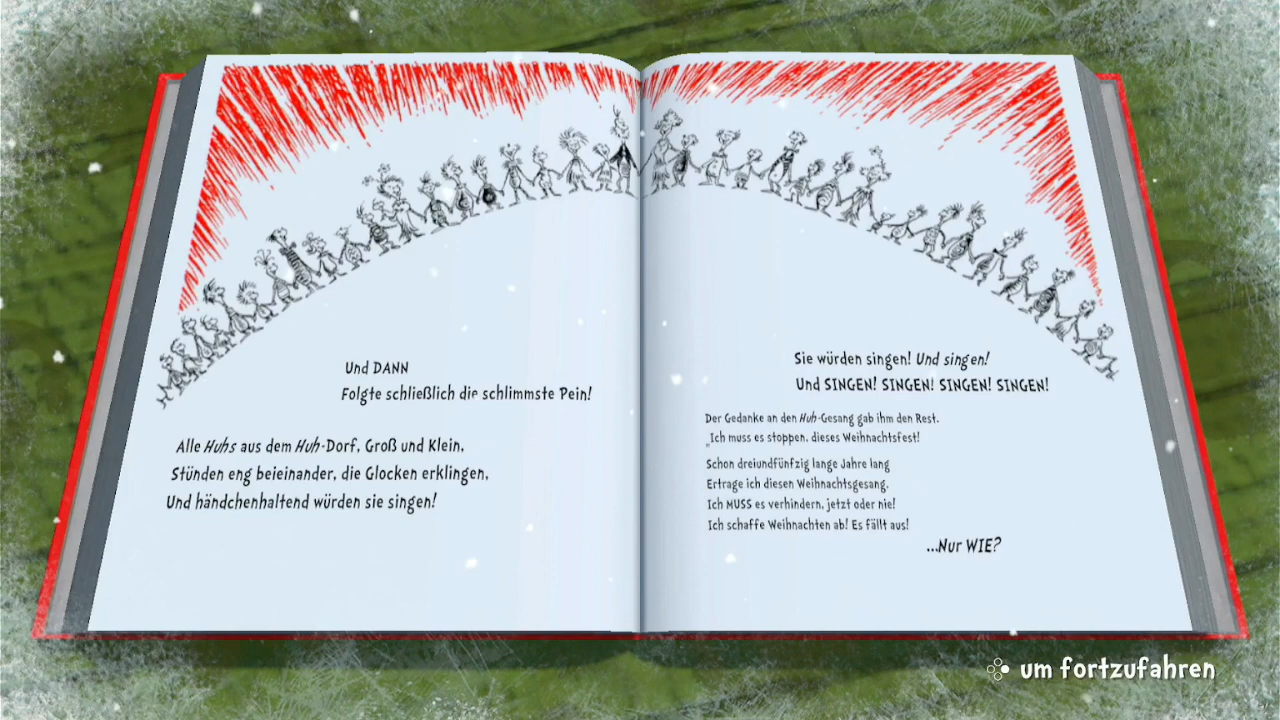 Und DANN
Folgte schließlich die schlimmste Pein!
Alle Huhs aus dem Huh-Dorf, Groß und Klein,
Stünden eng beieinander, die Glocken erklingen,
Und händchenhaltend würden sie singen!
Sie würden singen! Und singen!
Und SINGEN! SINGEN! SINGEN! SINGEN!
Der Gedanke an den Huh-Gesang gab ihm den Rest.
„Ich muss es stoppen, dieses Weihnachtsfest!
Schon dreiundfünfzig lange Jahre lang
Ertrage ich diesen Weihnachtsgesang.
Ich MUSS es verhindern, jetzt oder nie!
Ich schaffe Weihnachten ab! Es fällt aus!
...Nur WIE?
um fortzufahren